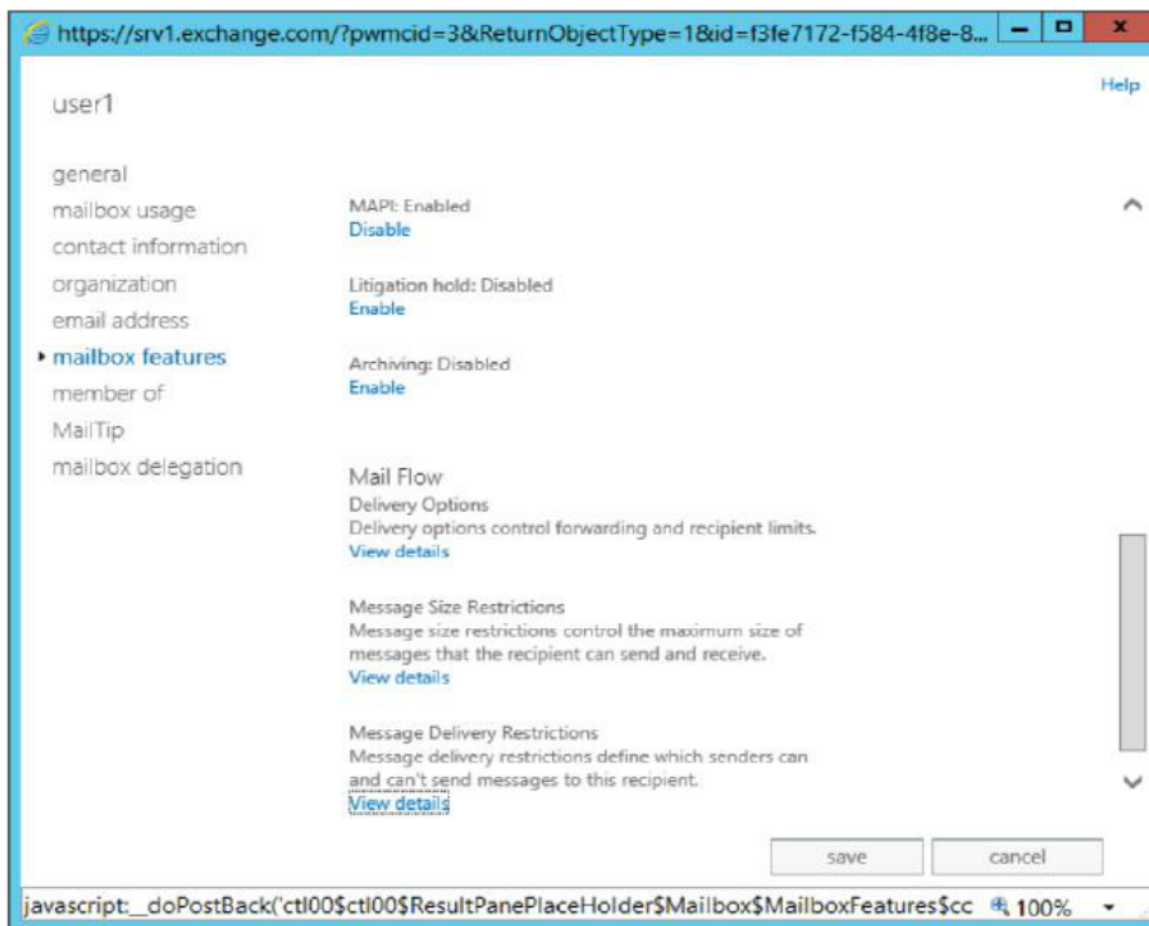 https://srv1.exchange.com/?pwmcid=3&ReturnObjectType=1&id=f3fe7172-f584-4f8e-8...
Help
user1
general
mailbox usage
contact information
organization
email address
mailbox features
member of
MailTip
mailbox delegation
MAPI: Enabled
Disable
Litigation hold: Disabled
Enable
Archiving: Disabled
Enable
Mail Flow
Delivery Options
Delivery options control forwarding and recipient limits.
View details
Message Size Restrictions
Message size restrictions control the maximum size of
messages that the recipient can send and receive.
View details
Message Delivery Restrictions
Message delivery restrictions define which senders can
and can't send messages to this recipient.
View details
save
cancel
javascript:__doPostBack('ctl00$ctl00$ResultPanePlaceHolder$Mailbox$MailboxFeatures$cc
100%